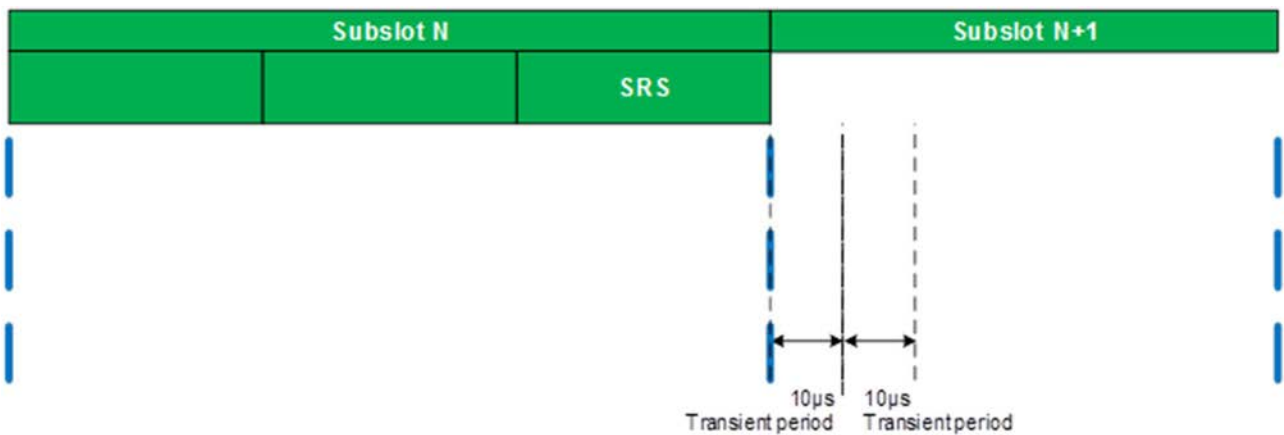 Subslot N
Subslot N+1
SRS
10µs 10µs
Transient period Transient period